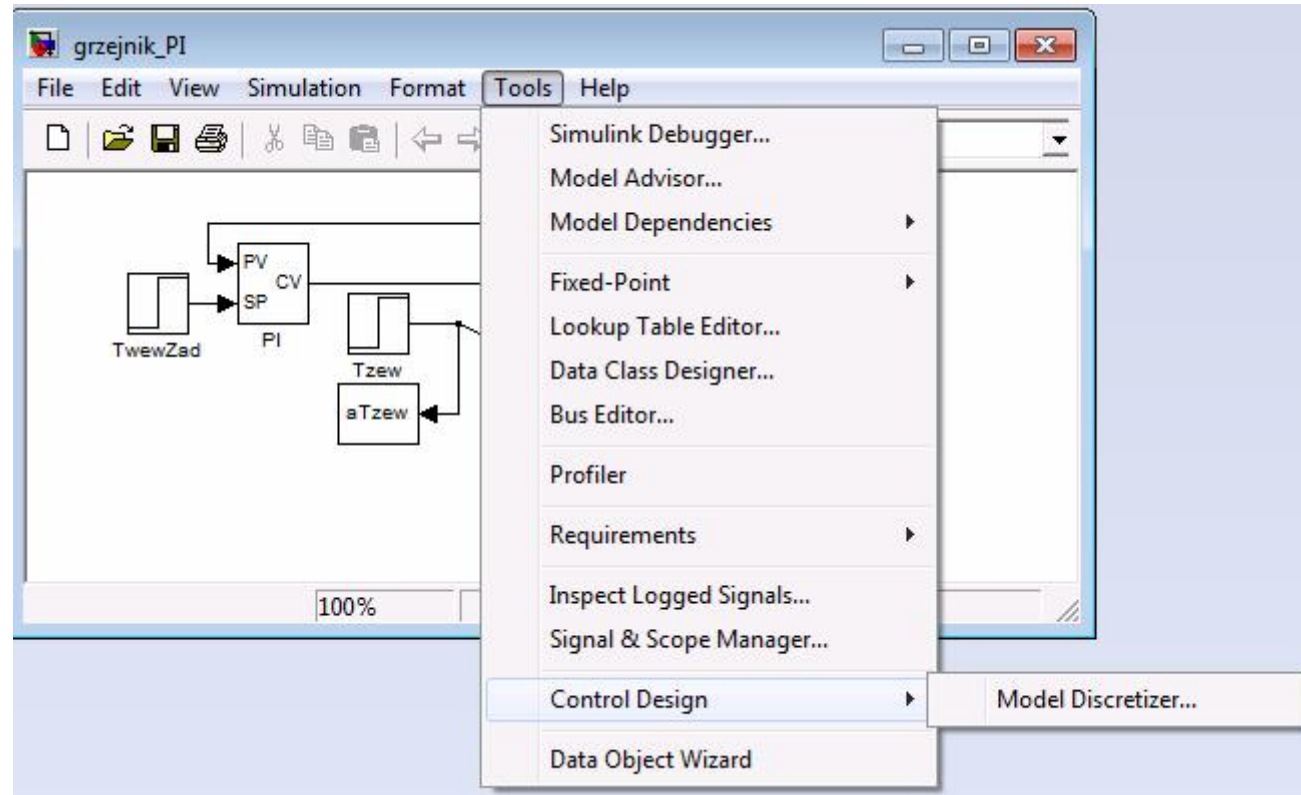 grzejnik_PI
File Edit View Simulation Format Tools Help
Simulink Debugger...
Model Advisor...
Model Dependencies
Fixed-Point
Lookup Table Editor...
Data Class Designer...
Bus Editor...
Profiler
Requirements
Inspect Logged Signals...
Signal & Scope Manager...
Control Design
Model Discretizer...
Data Object Wizard
PV
CV
SP
PI
TwewZad
Tzew
aTzew
100%